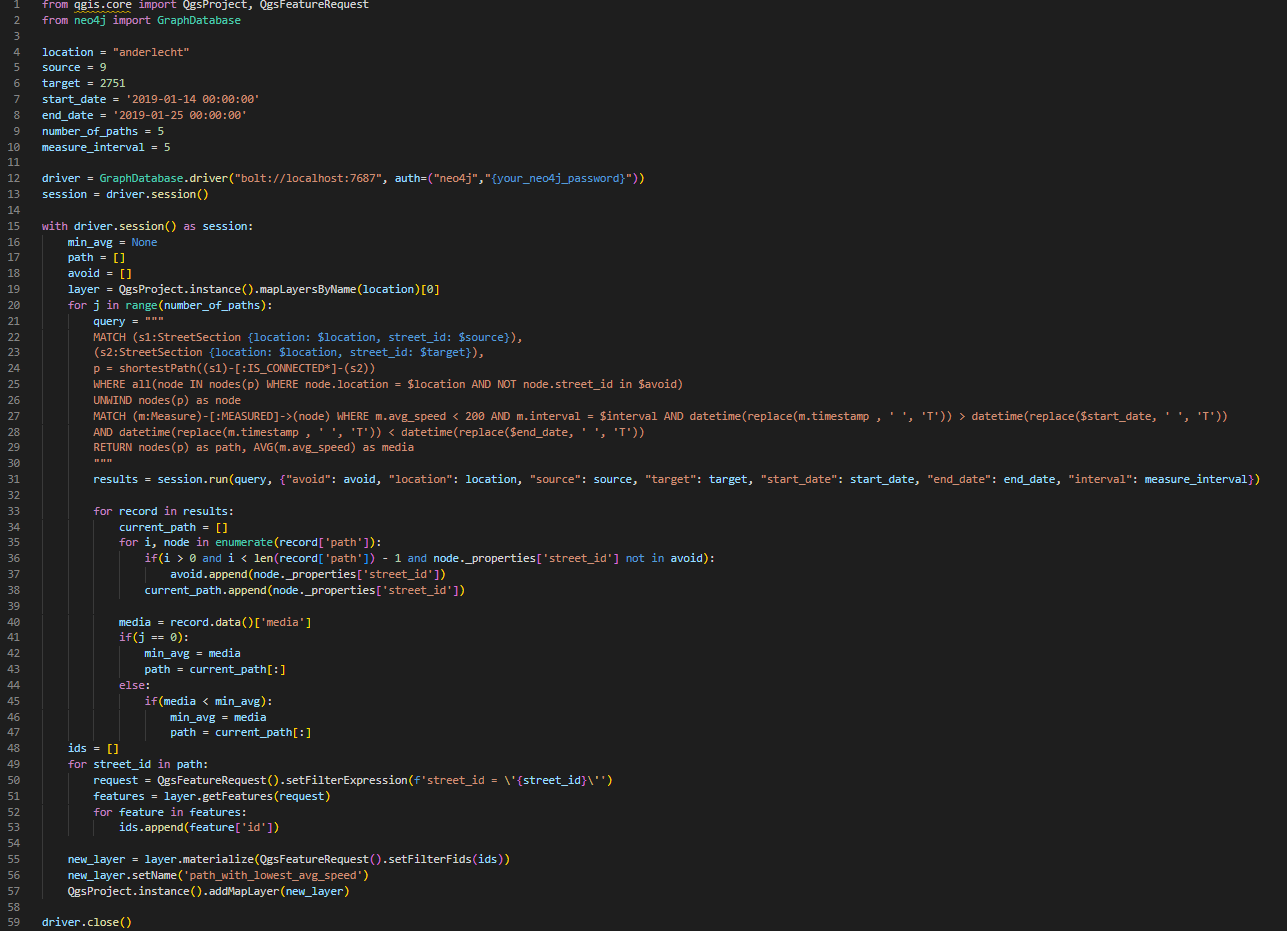 1 from qgis.core import QgsProject, QgsFeatureRequest
2 from neo4j import GraphDatabase
3
4 location = "anderlecht"
5 source = 9
6 target = 2751
7 start_date = '2019-01-14 00:00:00'
8 end_date = '2019-01-25 00:00:00'
9 number_of_paths = 5
10 measure_interval = 5
11
12 driver = GraphDatabase.driver("bolt://localhost:7687", auth=("neo4j","{your_neo4j_password}"))
13 session = driver.session()
14
15 with driver.session() as session:
16     min_avg = None
17     path = []
18     avoid = []
19     layer = QgsProject.instance().mapLayersByName(location)[0]
20     for j in range(number_of_paths):
21         query = """
22         MATCH (s1:StreetSection {location: $location, street_id: $source}),
23         (s2:StreetSection {location: $location, street_id: $target}),
24         p = shortestPath((s1)-[:IS_CONNECTED*]-(s2))
25         WHERE all(node IN nodes(p) WHERE node.location = $location AND NOT node.street_id in $avoid)
26         UNWIND nodes(p) as node
27         MATCH (m:Measure)-[:MEASURED]->(node) WHERE m.avg_speed < 200 AND m.interval = $interval AND datetime(replace(m.timestamp , ' ', 'T')) > datetime(replace($start_date, ' ', 'T'))
28         AND datetime(replace(m.timestamp , ' ', 'T')) < datetime(replace($end_date, ' ', 'T'))
29         RETURN nodes(p) as path, AVG(m.avg_speed) as media
30         """
31         results = session.run(query, {"avoid": avoid, "location": location, "source": source, "target": target, "start_date": start_date, "end_date": end_date, "interval": measure_interval})
32
33         for record in results:
34             current_path = []
35             for i, node in enumerate(record['path']):
36                 if(i > 0 and i < len(record['path']) - 1 and node._properties['street_id'] not in avoid):
37                     avoid.append(node._properties['street_id'])
38                 current_path.append(node._properties['street_id'])
39
40             media = record.data()['media']
41             if(j == 0):
42                 min_avg = media
43                 path = current_path[:]
44             else:
45                 if(media < min_avg):
46                     min_avg = media
47                     path = current_path[:]
48     ids = []
49     for street_id in path:
50         request = QgsFeatureRequest().setFilterExpression(f'street_id = \'{street_id}\'')
51         features = layer.getFeatures(request)
52         for feature in features:
53             ids.append(feature['id'])
54
55     new_layer = layer.materialize(QgsFeatureRequest().setFilterFids(ids))
56     new_layer.setName('path_with_lowest_avg_speed')
57     QgsProject.instance().addMapLayer(new_layer)
58
59 driver.close()